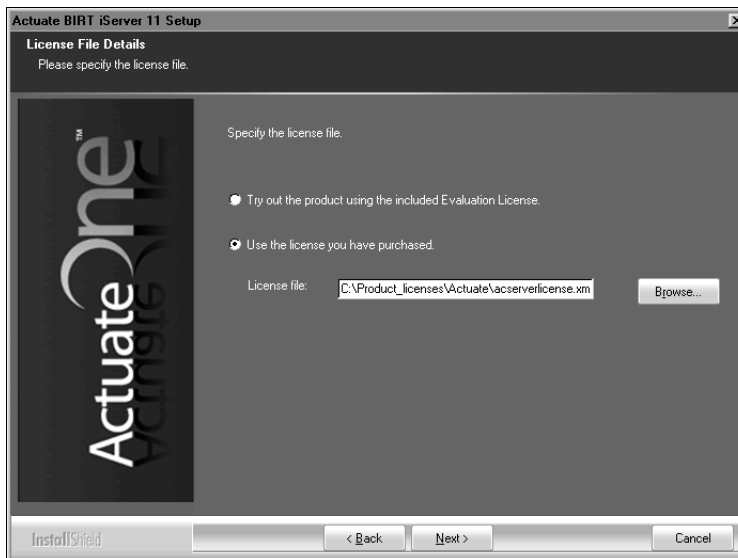 Actuate BIRT iServer 11 Setup
License File Details
Please specify the license file.
ActuateOne™
Specify the license file.
Try out the product using the included Evaluation License.
Use the license you have purchased.
License file: C:\Product_licenses\Actuate\acserverlicense.xm Browse...
InstallShield
< Back Next > Cancel